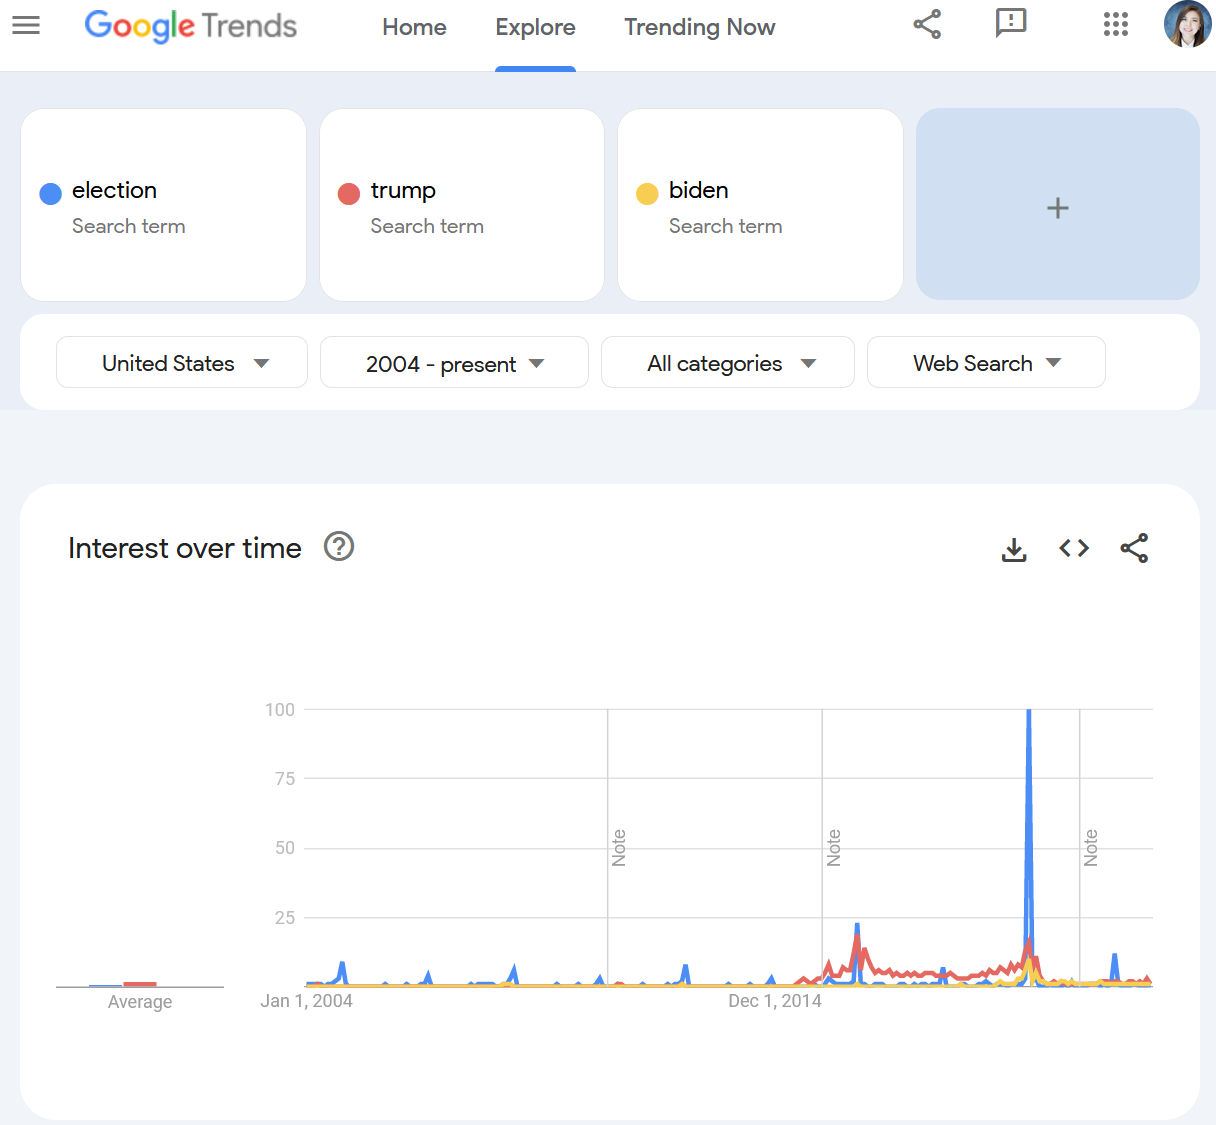 Google Trends
Home
Explore
Trending Now
election
Search term
trump
Search term
biden
Search term
+
United States
2004 - present
All categories
Web Search
Interest over time
?
100
75
50
25
Note
Note
Note
Average
Jan 1, 2004
Dec 1, 2014